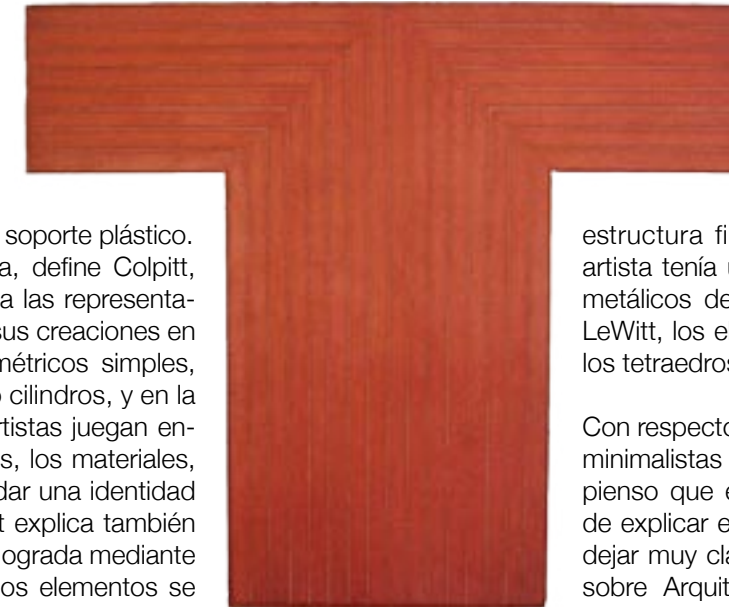 soporte plástico.
a, define Colpitt,
a las representa-
sus creaciones en
métricos simples,
cilindros, y en la
rtistas juegan en-
s, los materiales,
dar una identidad
t explica también
ograda mediante
os elementos se
estructura fi
artista tenía
metálicos de
LeWitt, los e
los tetraedros
Con respecto
minimalistas
pienso que e
de explicar e
dejar muy cla
sobre Arquit